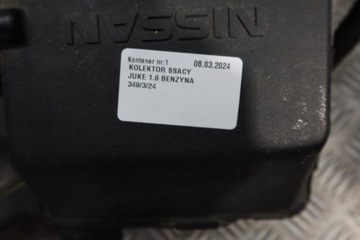 NISSAN
Kontener nr:1 08.03.2024
KOLEKTOR SSACY
JUKE 1.6 BENZYNA
349/3/24